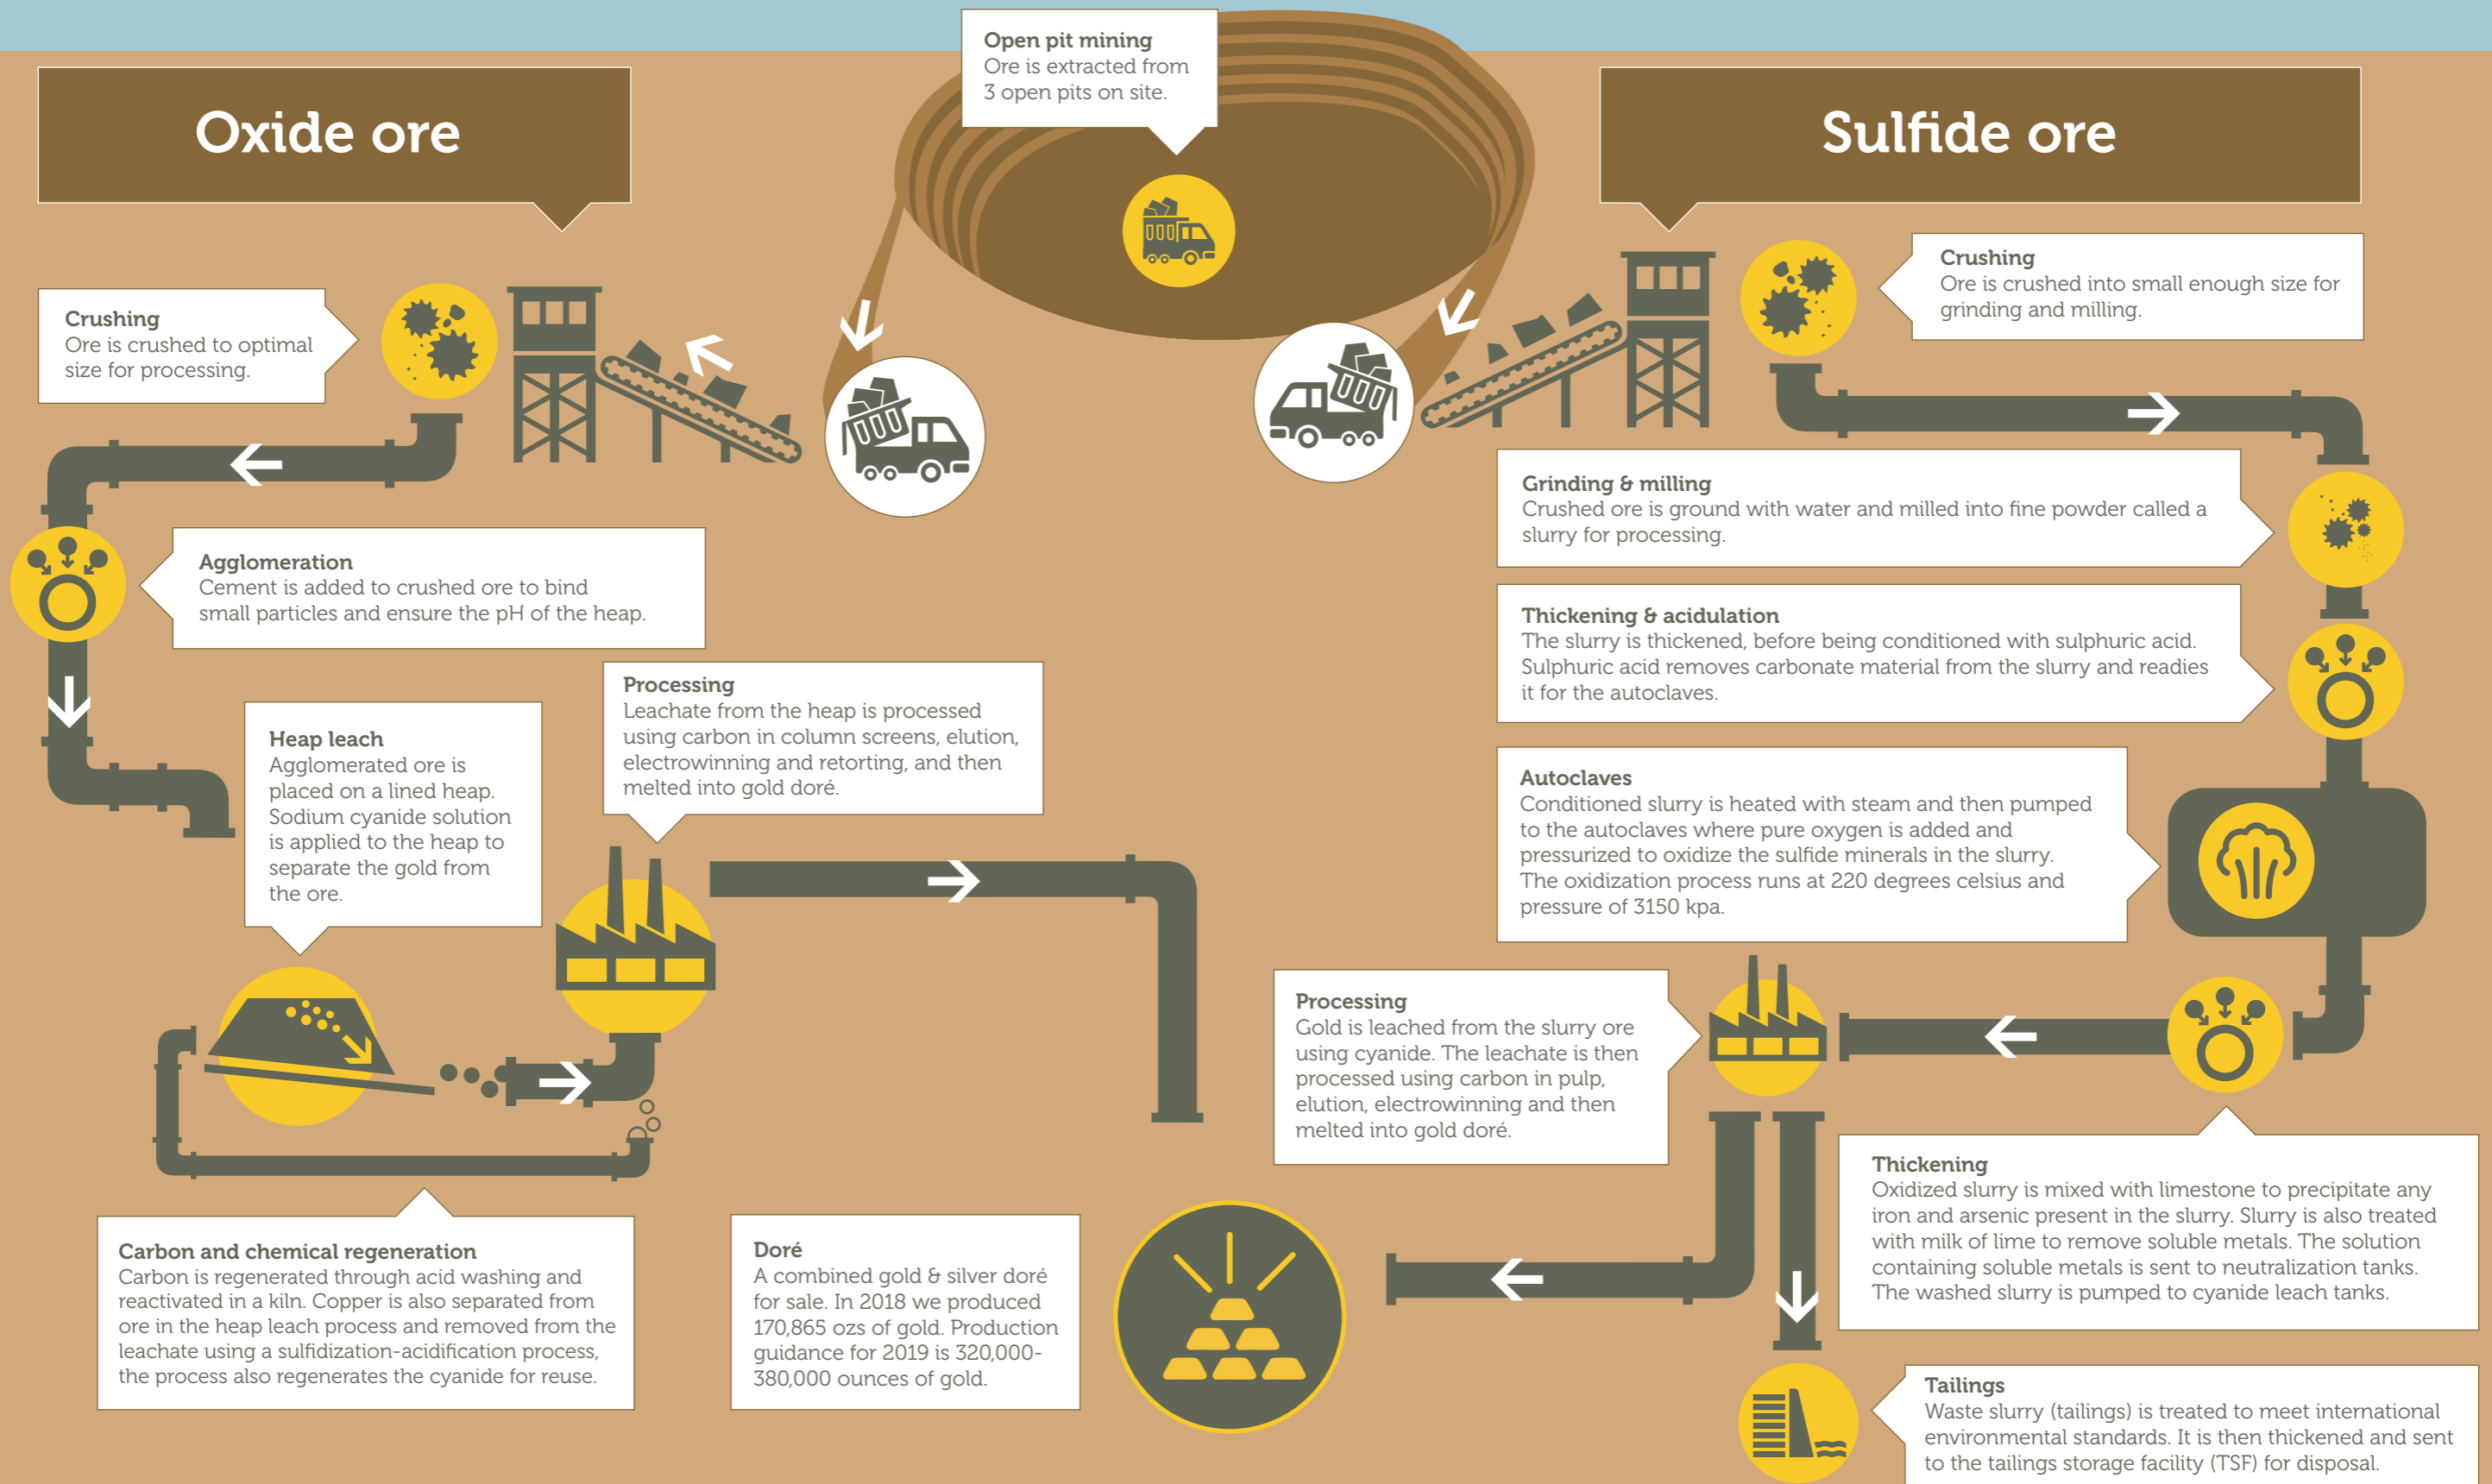 Open pit mining
Ore is extracted from
3 open pits on site.
Oxide ore
Crushing
Ore is crushed to optimal
size for processing.
Agglomeration
Cement is added to crushed ore to bind
small particles and ensure the pH of the heap.
Heap leach
Agglomerated ore is
placed on a lined heap.
Sodium cyanide solution
is applied to the heap to
separate the gold from
the ore.
Processing
Leachate from the heap is processed
using carbon in column screens, elution,
electrowinning and retorting, and then
melted into gold doré.
Carbon and chemical regeneration
Carbon is regenerated through acid washing and
reactivated in a kiln. Copper is also separated from
ore in the heap leach process and removed from the
leachate using a sulfidization-acidification process,
the process also regenerates the cyanide for reuse.
Doré
A combined gold & silver doré
for sale. In 2018 we produced
170,865 ozs of gold. Production
guidance for 2019 is 320,000-
380,000 ounces of gold.
Sulfide ore
Crushing
Ore is crushed into small enough size for
grinding and milling.
Grinding & milling
Crushed ore is ground with water and milled into fine powder called a
slurry for processing.
Thickening & acidulation
The slurry is thickened, before being conditioned with sulphuric acid.
Sulphuric acid removes carbonate material from the slurry and readies
it for the autoclaves.
Autoclaves
Conditioned slurry is heated with steam and then pumped
to the autoclaves where pure oxygen is added and
pressurized to oxidize the sulfide minerals in the slurry.
The oxidization process runs at 220 degrees celsius and
pressure of 3150 kpa.
Processing
Gold is leached from the slurry ore
using cyanide. The leachate is then
processed using carbon in pulp,
elution, electrowinning and then
melted into gold doré.
Thickening
Oxidized slurry is mixed with limestone to precipitate any
iron and arsenic present in the slurry. Slurry is also treated
with milk of lime to remove soluble metals. The solution
containing soluble metals is sent to neutralization tanks.
The washed slurry is pumped to cyanide leach tanks.
Tailings
Waste slurry (tailings) is treated to meet international
environmental standards. It is then thickened and sent
to the tailings storage facility (TSF) for disposal.